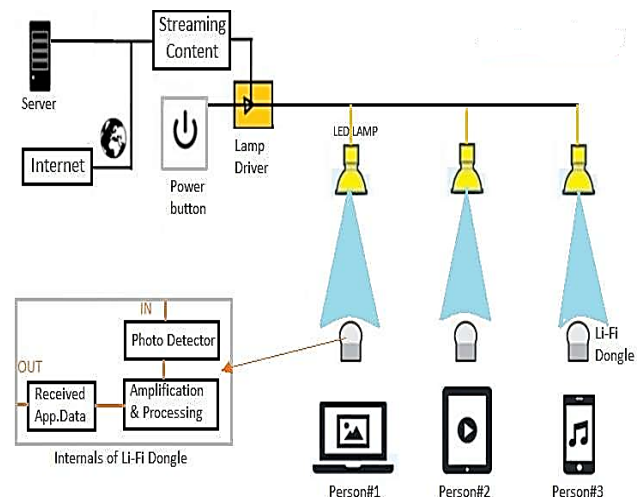 Streaming
Content
Server
Internet
Power
button
Lamp
Driver
LED LAMP
IN
Photo Detector
OUT
Received
App.Data
Amplification
& Processing
Internals of Li-Fi Dongle
Li-Fi
Dongle
Person#1
Person#2
Person#3